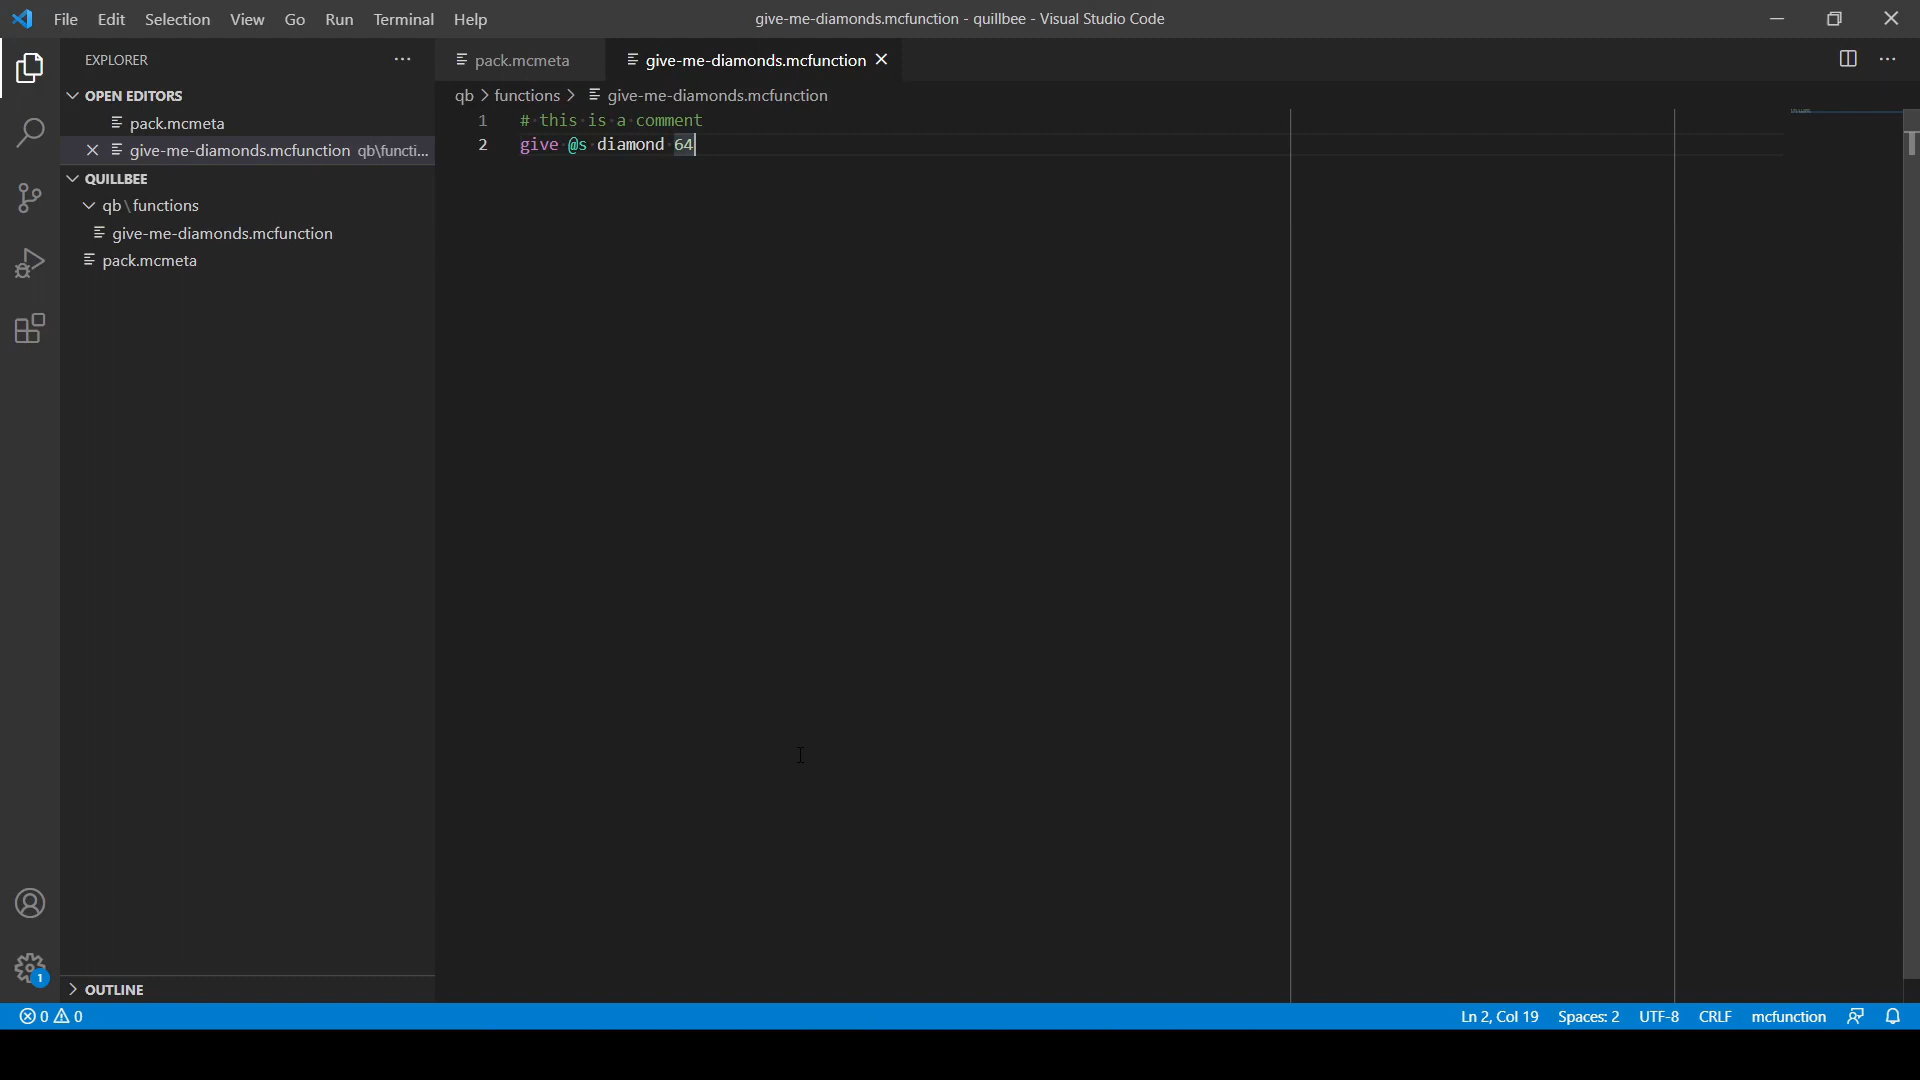 File Edit Selection View Go Run Terminal Help
give-me-diamonds.mcfunction - quillbee - Visual Studio Code
EXPLORER
OPEN EDITORS
pack.mcmeta
give-me-diamonds.mcfunction qb\functi...
QUILLBEE
qb\functions
give-me-diamonds.mcfunction
pack.mcmeta
OUTLINE
pack.mcmeta
give-me-diamonds.mcfunction
qb > functions > give-me-diamonds.mcfunction
1 # this is a comment
2 give @s diamond 64
1
0 0
Ln 2, Col 19 Spaces: 2 UTF-8 CRLF mcfunction